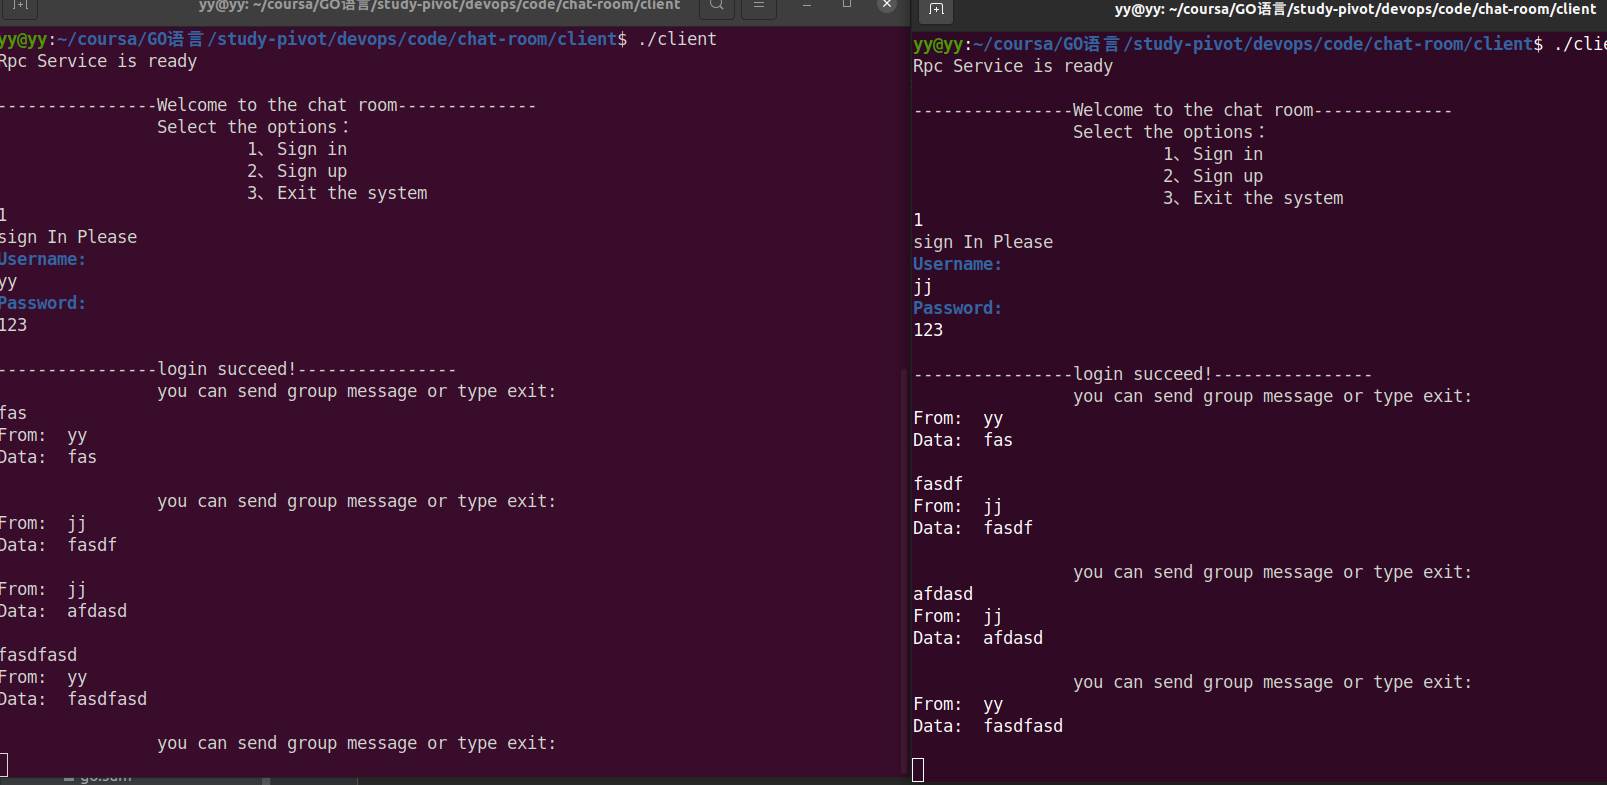 yy@yy: ~/coursa/GO语言/study-pivot/devops/code/chat-room/client
yy@yy:~/coursa/GO语言/study-pivot/devops/code/chat-room/client$ ./client
Rpc Service is ready
----------------Welcome to the chat room--------------
Select the options：
1、Sign in
2、Sign up
3、Exit the system
1
sign In Please
Username:
yy
Password:
123
----------------login succeed!----------------
you can send group message or type exit:
fas
From:  yy
Data:  fas
you can send group message or type exit:
From:  jj
Data:  fasdf
From:  jj
Data:  afdasd
fasdfasd
From:  yy
Data:  fasdfasd
you can send group message or type exit:
yy@yy: ~/coursa/GO语言/study-pivot/devops/code/chat-room/client
yy@yy:~/coursa/GO语言/study-pivot/devops/code/chat-room/client$ ./clie
Rpc Service is ready
----------------Welcome to the chat room--------------
Select the options：
1、Sign in
2、Sign up
3、Exit the system
1
sign In Please
Username:
jj
Password:
123
----------------login succeed!----------------
you can send group message or type exit:
From:  yy
Data:  fas
fasdf
From:  jj
Data:  fasdf
you can send group message or type exit:
afdasd
From:  jj
Data:  afdasd
you can send group message or type exit:
From:  yy
Data:  fasdfasd